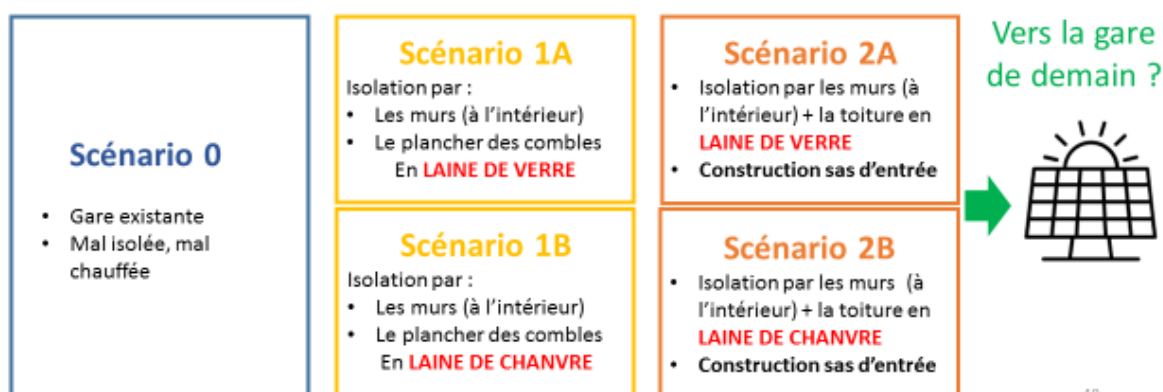 Scénario 0
• Gare existante
• Mal isolée, mal
chauffée
Scénario 1A
Isolation par :
• Les murs (à l'intérieur)
• Le plancher des combles
En LAINE DE VERRE
Scénario 1B
Isolation par :
• Les murs (à l'intérieur)
• Le plancher des combles
En LAINE DE CHANVRE
Scénario 2A
• Isolation par les murs (à
l'intérieur) + la toiture en
LAINE DE VERRE
• Construction sas d'entrée
Scénario 2B
• Isolation par les murs (à
l'intérieur) + la toiture en
LAINE DE CHANVRE
• Construction sas d'entrée
Vers la gare
de demain ?